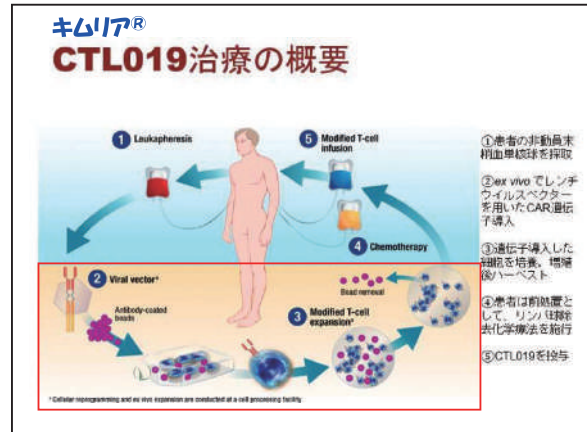 キムリア®
CTL019治療の概要
1 Leukapheresis
5 Modified T-cell
infusion
4 Chemotherapy
2 Viral vector*
Antibody-coated
beads
3 Modified T-cell
expansion*
Bead removal
* Cellular reprogramming and ex vivo expansion are conducted at a cell processing facility.
①患者の非動員末
梢血単核球を採取
②ex vivo でレンチ
ウイルスベクター
を用いたCAR遺伝
子導入
③遺伝子導入した
細胞を培養、増殖
後ハーベスト
④患者は前処置と
して、リンパ球除
去化学療法を施行
⑤CTL019を投与